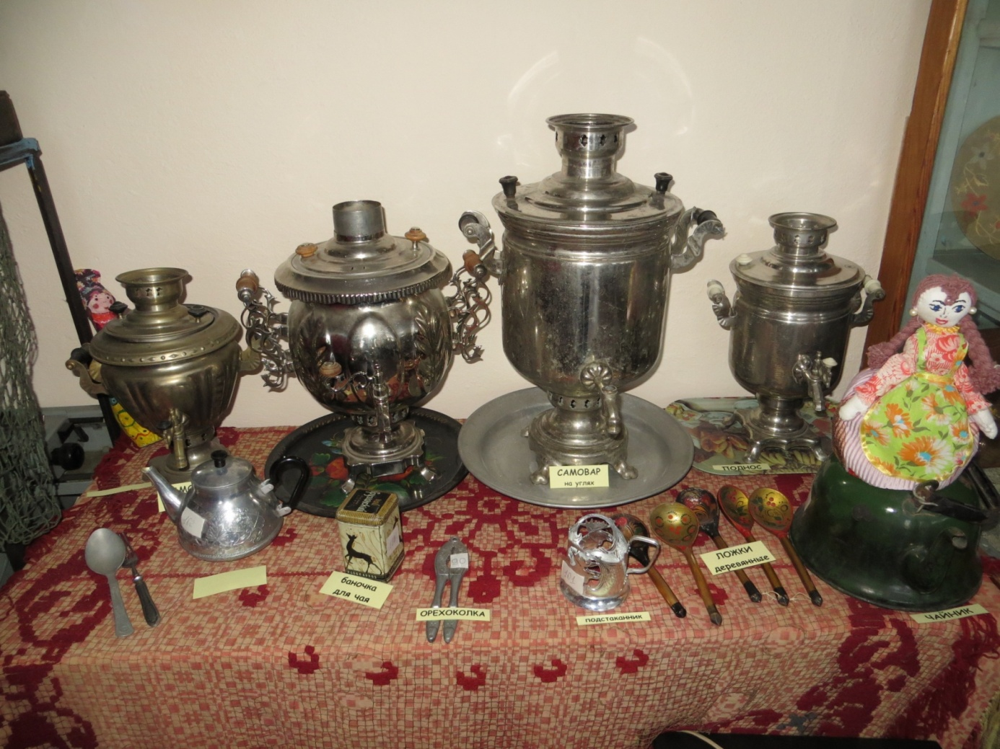 САМОВАР
на углях
ПОДНОС
баночка
для чая
ОРЕХОКОЛКА
подстаканник
ЛОЖКИ
деревянные
ЧАЙНИК